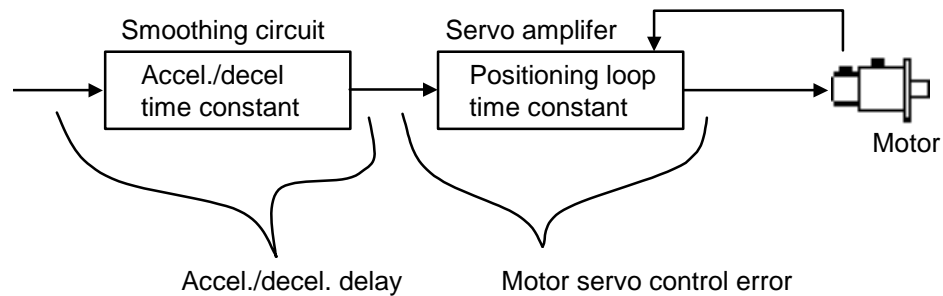 Smoothing circuit
Servo amplifer
Accel./decel
time constant
Positioning loop
time constant
Motor
Accel./decel. delay
Motor servo control error